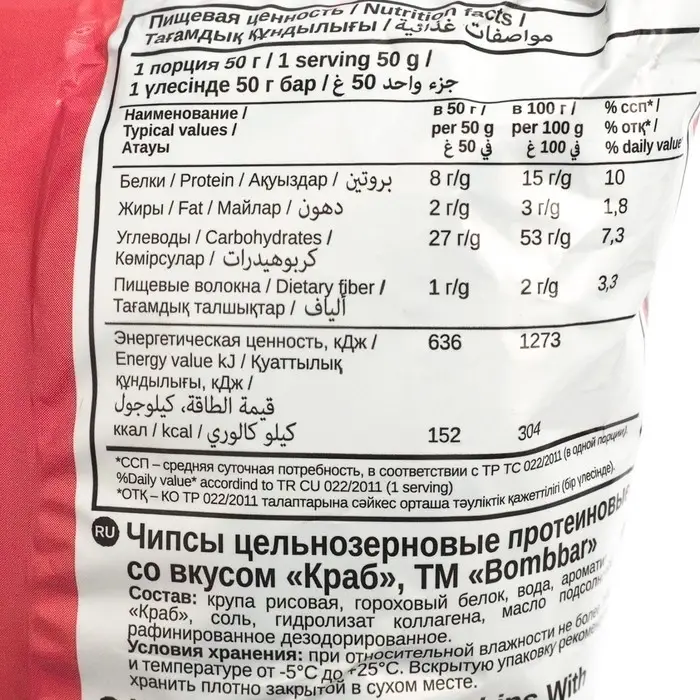 Пищевая ценность / Nutrition facts /
Тағамдық құндылығы / مواصفات غذائية
1 порция 50 г / 1 serving 50 g /
1 үлесінде 50 г бар / جزء واحد 50 غ
Наименование / в 50 г / в 100 г / % ссп* /
Typical values / per 50 g per 100 g % отқ* /
Атауы في 50 غ في 100 غ % daily value*
Белки / Protein / Ақуыздар / بروتين 8 г/g 15 г/g 10
Жиры / Fat / Майлар / دهون 2 г/g 3 г/g 1,8
Углеводы / Carbohydrates / 27 г/g 53 г/g 7,3
Көмірсулар / كربوهيدرات
Пищевые волокна / Dietary fiber / 1 г/g 2 г/g 3,3
Тағамдық талшықтар / ألياف
Энергетическая ценность, кДж / 636 1273
Energy value kJ / Қуаттылық
құндылығы, кДж /
قيمة الطاقة، كيلوجول
ккал / kcal / كيلو كالوري 152 304
*ССП – средняя суточная потребность, в соответствии с ТР ТС 022/2011 (в одной порции).
%Daily value* accordind to TR CU 022/2011 (1 serving)
*ОТҚ – КО ТР 022/2011 талаптарына сәйкес орташа тәуліктік қажеттілігі (бір үлесінде).
RU Чипсы цельнозерновые протеиновые
со вкусом «Краб», ТМ «Bombbar»
Состав: крупа рисовая, гороховый белок, вода,
«Краб», соль, гидролизат коллагена, масло
рафинированное дезодорированное.
Условия хранения: при относительной влажности не
и температуре от -5°С до +25°С. Вскрытую упаковку
хранить плотно закрытой в сухом месте.
With